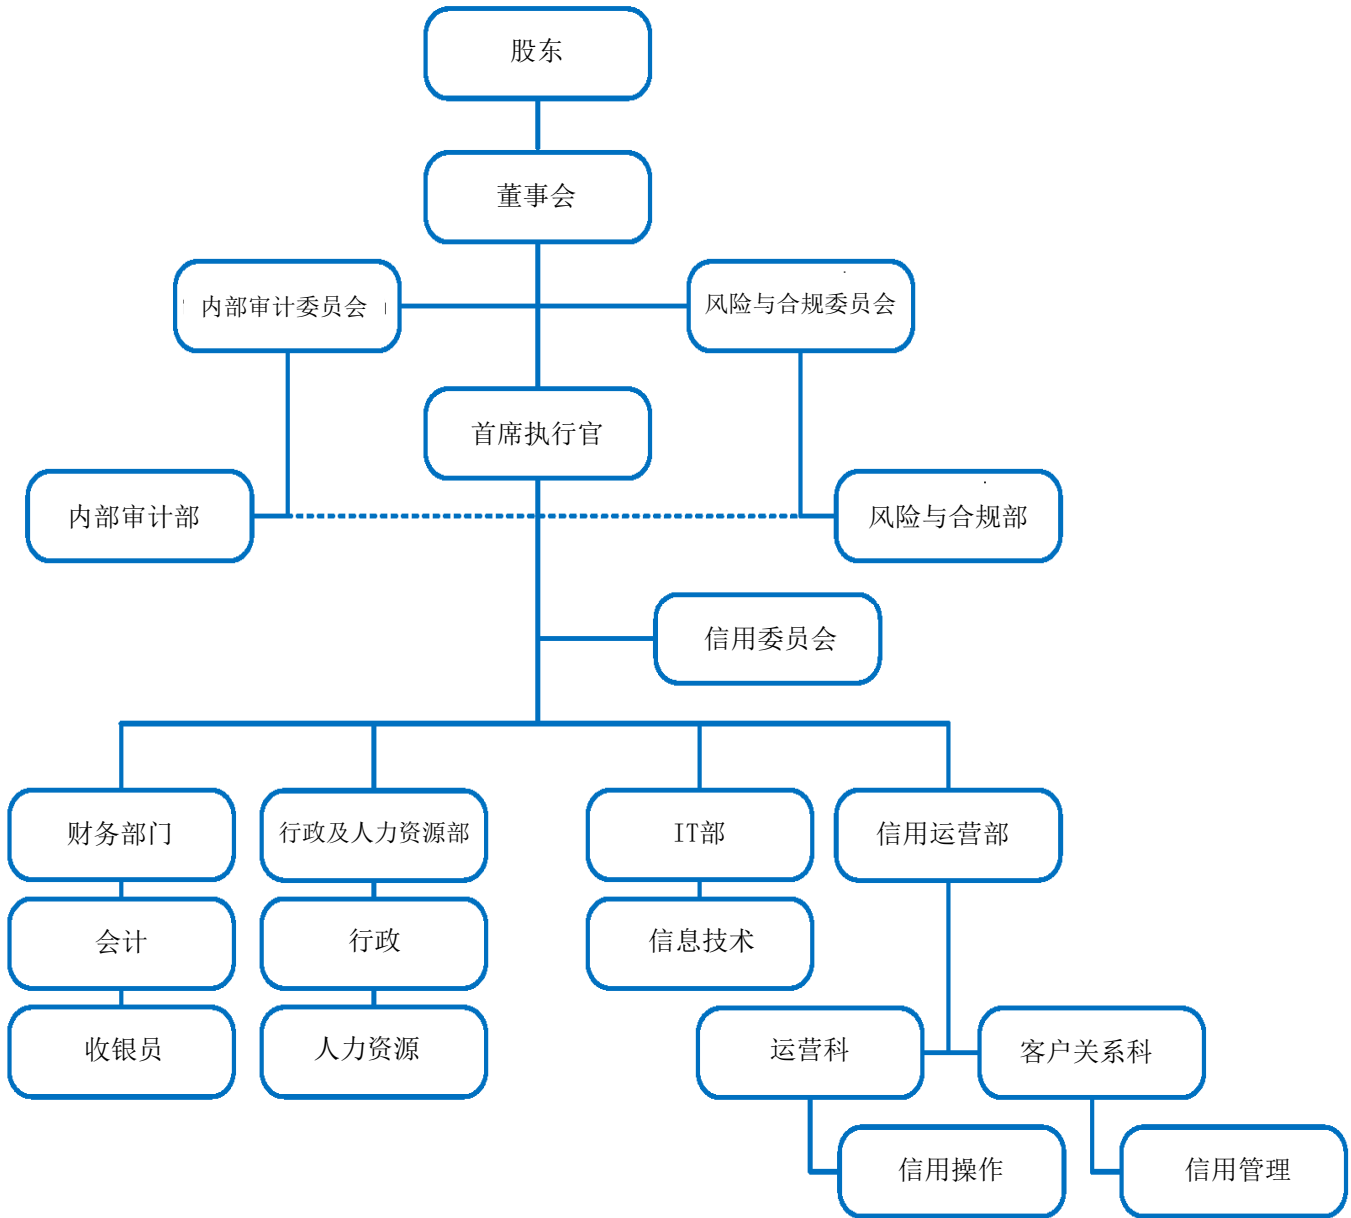 股东
董事会
内部审计委员会
风险与合规委员会
首席执行官
内部审计部
风险与合规部
信用委员会
财务部门
行政及人力资源部
IT部
信用运营部
会计
行政
信息技术
收银员
人力资源
运营科
客户关系科
信用操作
信用管理